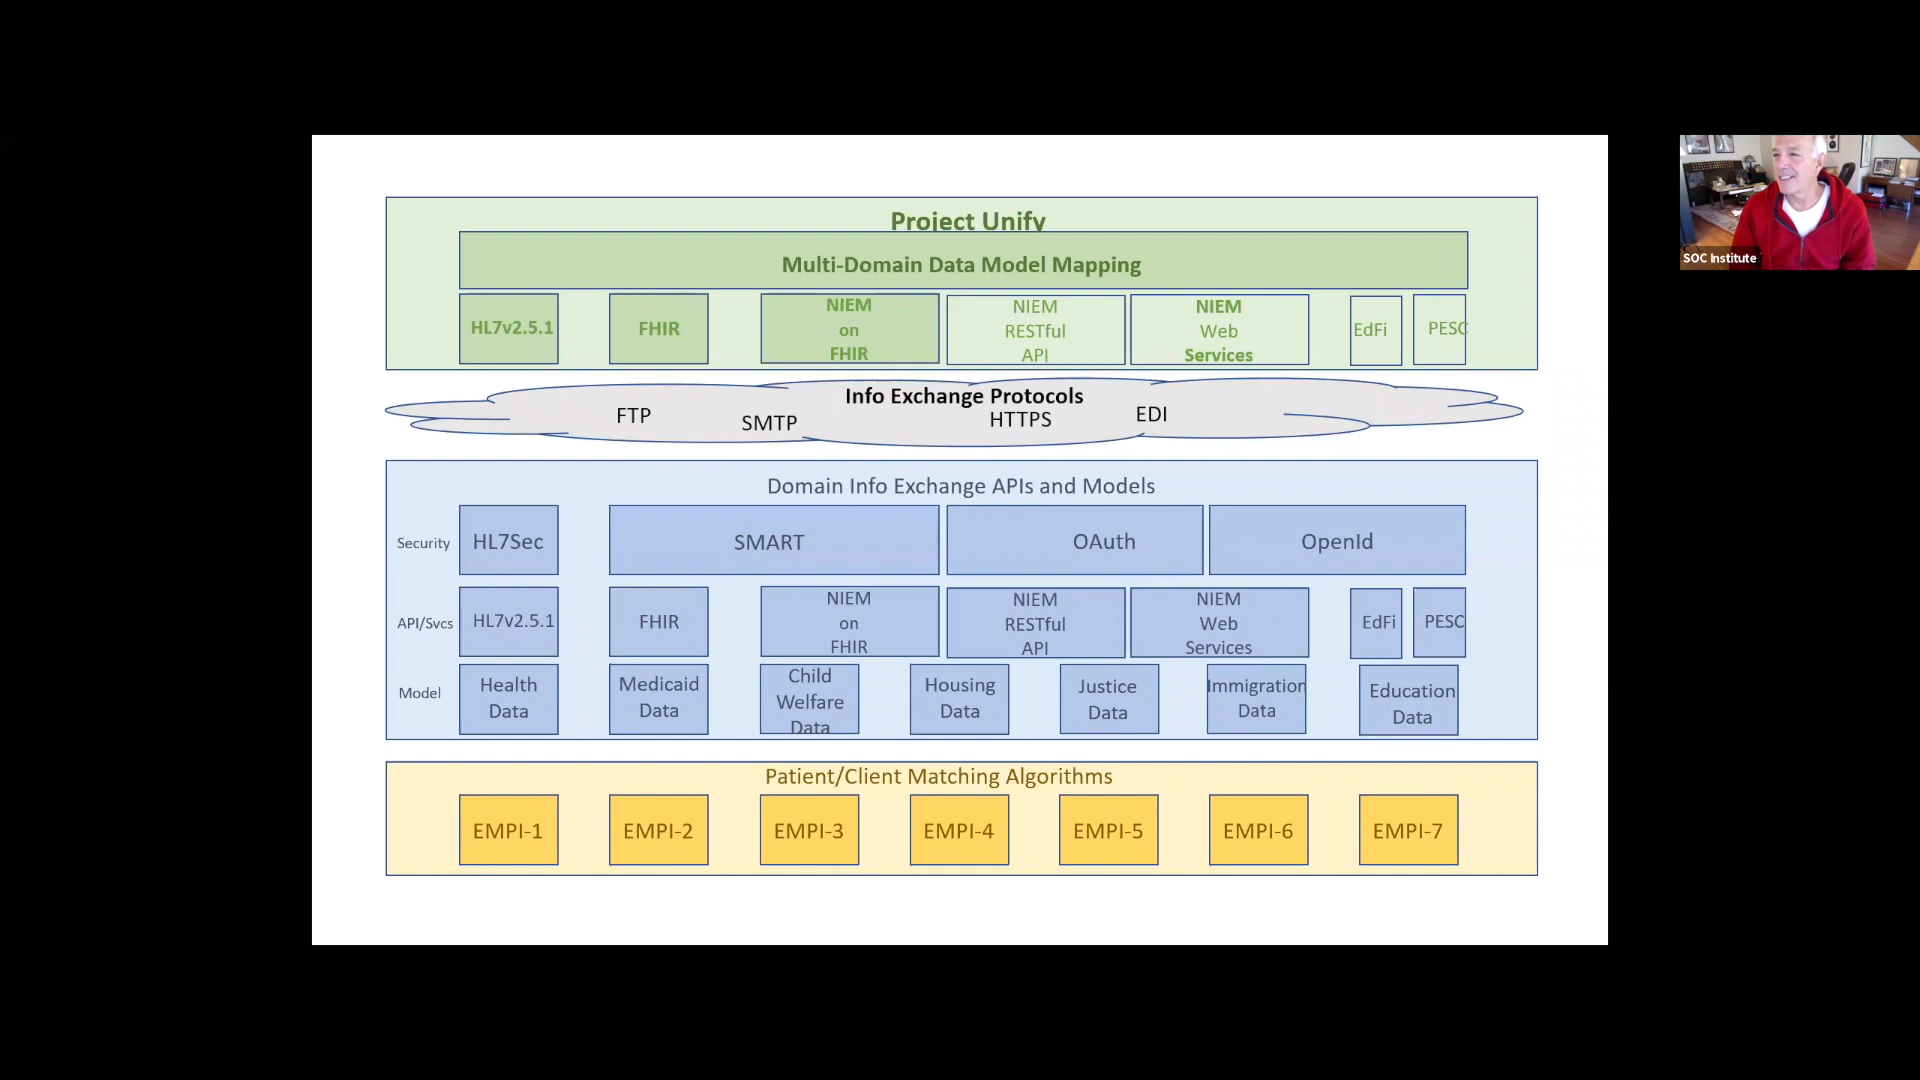 Project Unify
Multi-Domain Data Model Mapping
HL7v2.5.1
FHIR
NIEM
on
FHIR
NIEM
RESTful
API
NIEM
Web
Services
EdFi
PESC
Info Exchange Protocols
FTP
SMTP
HTTPS
EDI
Domain Info Exchange APIs and Models
Security
HL7Sec
SMART
OAuth
OpenId
API/Svcs
HL7v2.5.1
FHIR
NIEM
on
FHIR
NIEM
RESTful
API
NIEM
Web
Services
EdFi
PESC
Model
Health
Data
Medicaid
Data
Child
Welfare
Data
Housing
Data
Justice
Data
Immigration
Data
Education
Data
Patient/Client Matching Algorithms
EMPI-1
EMPI-2
EMPI-3
EMPI-4
EMPI-5
EMPI-6
EMPI-7
SOC Institute